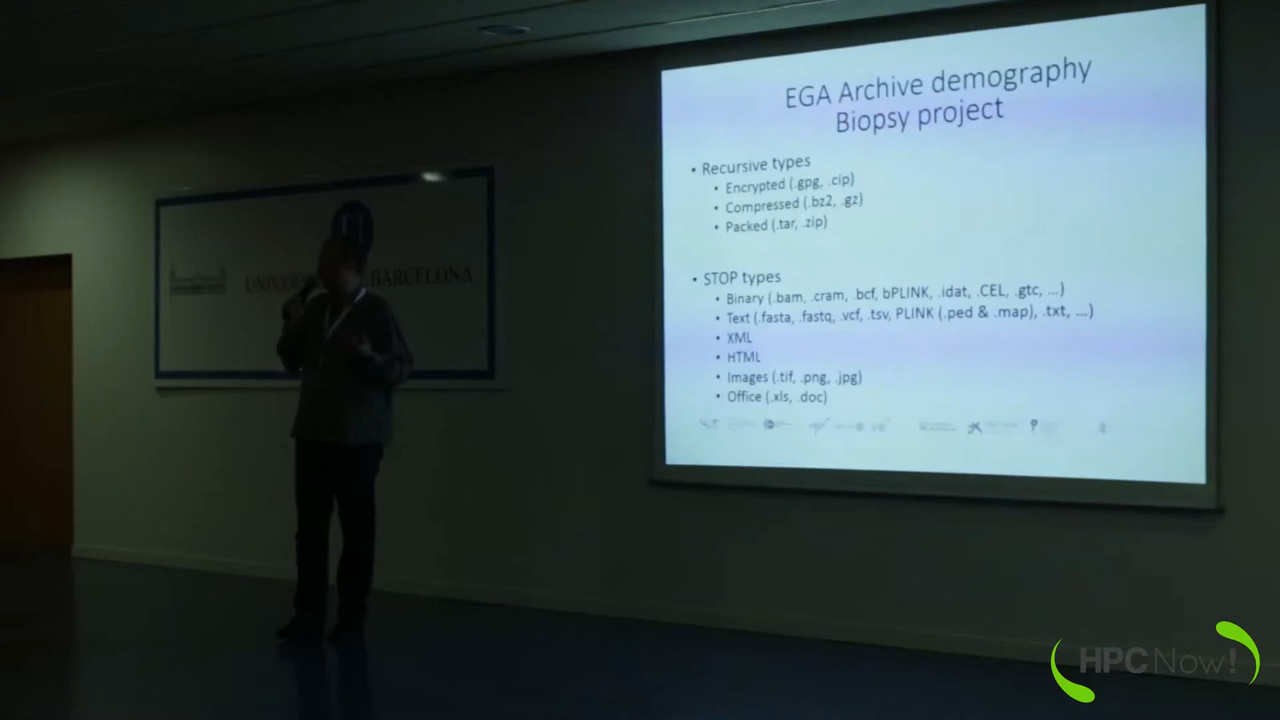 EGA Archive demography
Biopsy project
• Recursive types
• Encrypted (.gpg, .cip)
• Compressed (.bz2, .gz)
• Packed (.tar, .zip)
• STOP types
• Binary (.bam, .cram, .bcf, bPLINK, .idat, .CEL, .gtc, ...)
• Text (.fasta, .fastq, .vcf, .tsv, PLINK (.ped & .map), .txt, ...)
• XML
• HTML
• Images (.tif, .png, .jpg)
• Office (.xls, .doc)
BARCELONA
HPCNow!